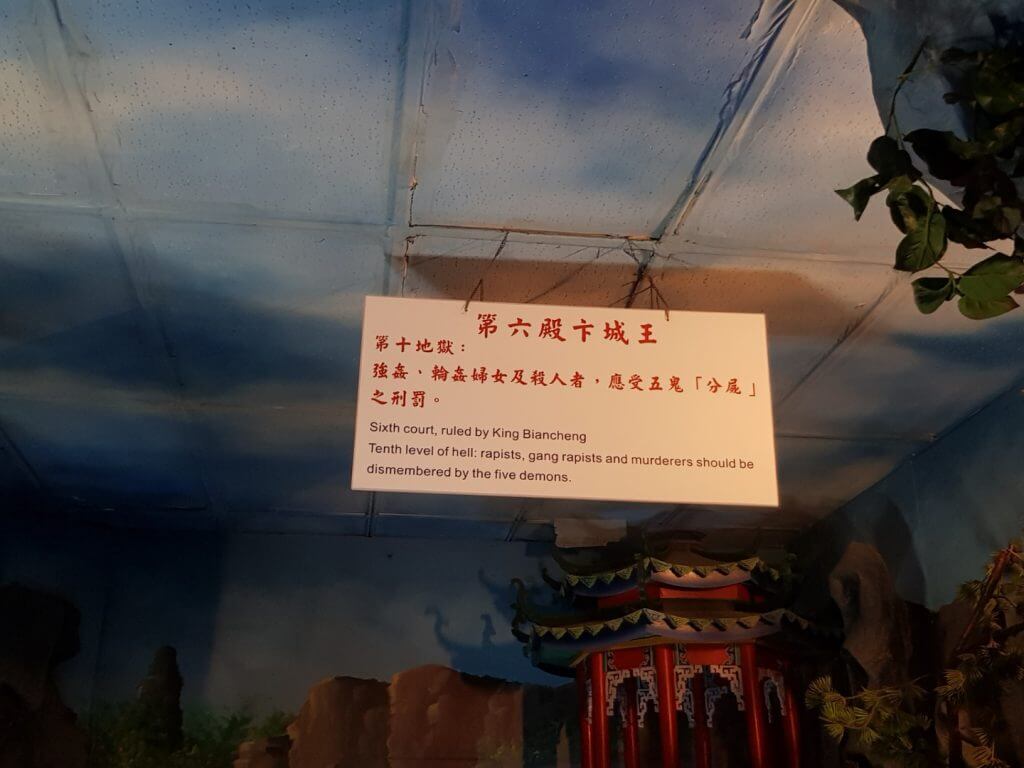 第六殿卞城王
第十地獄：
強姦、輪姦婦女及殺人者，應受五鬼「分屍」
之刑罰。
Sixth court, ruled by King Biancheng
Tenth level of hell: rapists, gang rapists and murderers should be
dismembered by the five demons.